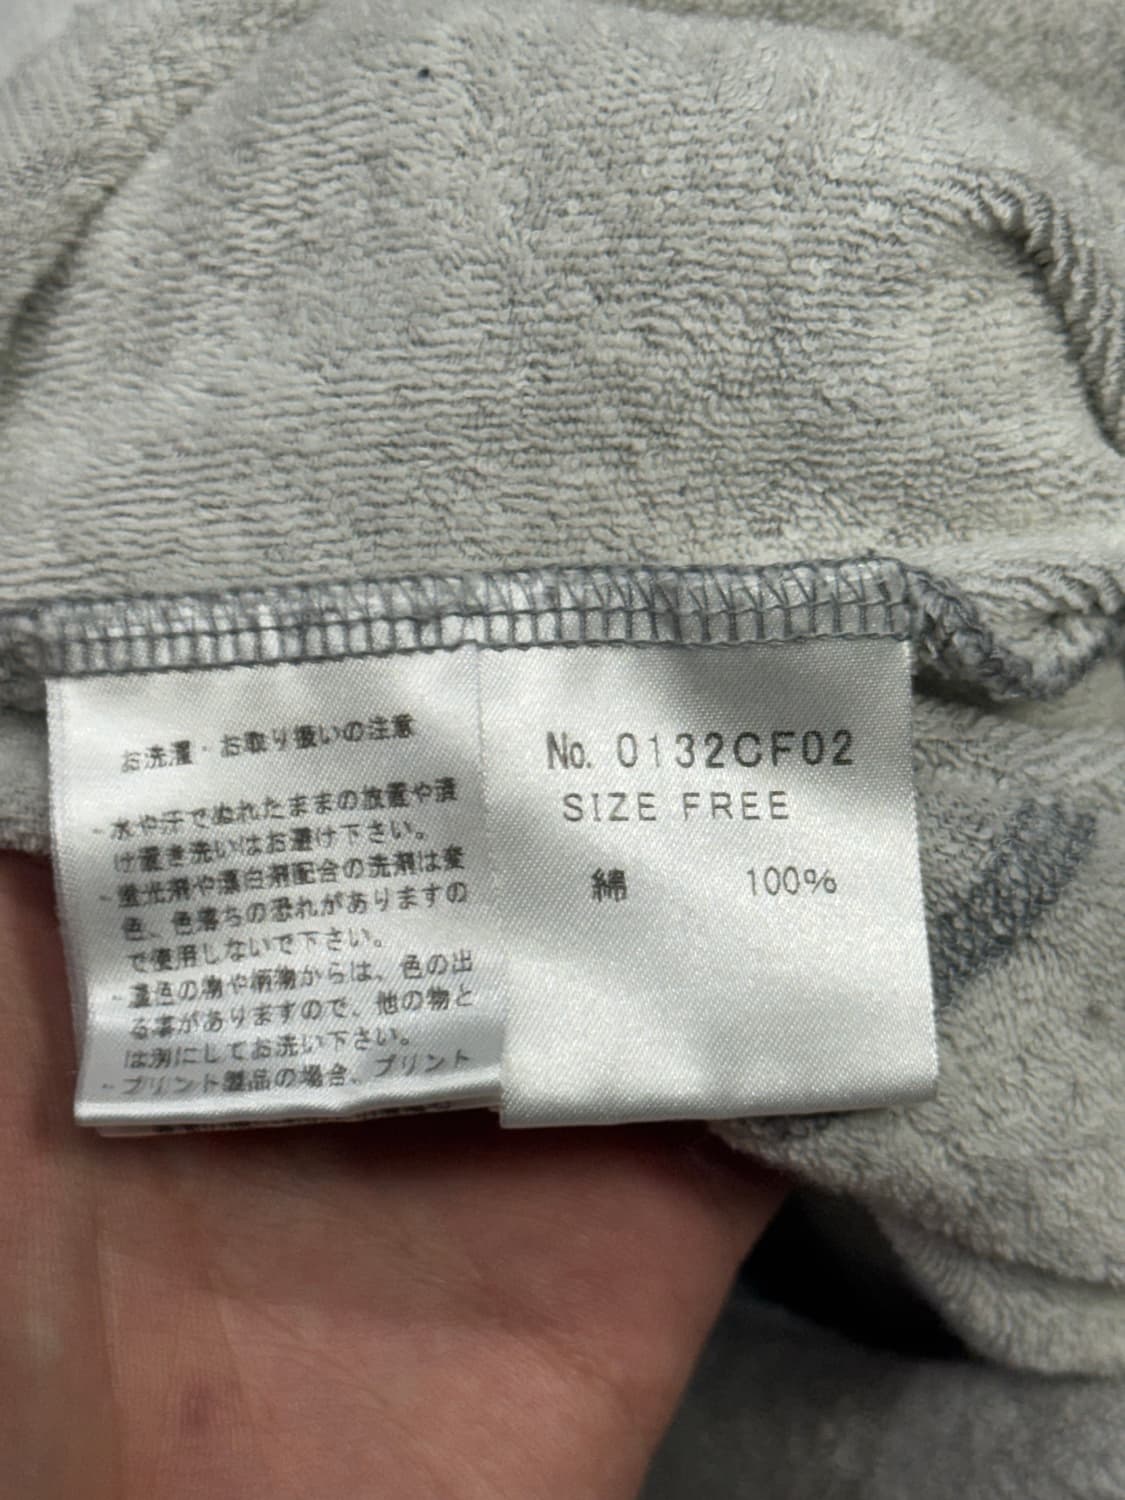 お洗濯・お取り扱いの注意
-水や汗でぬれたままの放置や漬
け置き洗いはお避け下さい。
-蛍光剤や漂白剤配合の洗剤は変
色、色落ちの恐れがありますの
で使用しないで下さい。
-濃色の物や柄物からは、色の出
る事がありますので、他の物と
は別にしてお洗い下さい。
-プリント製品の場合、プリント
No. 0132CF02
SIZE FREE
綿 100%